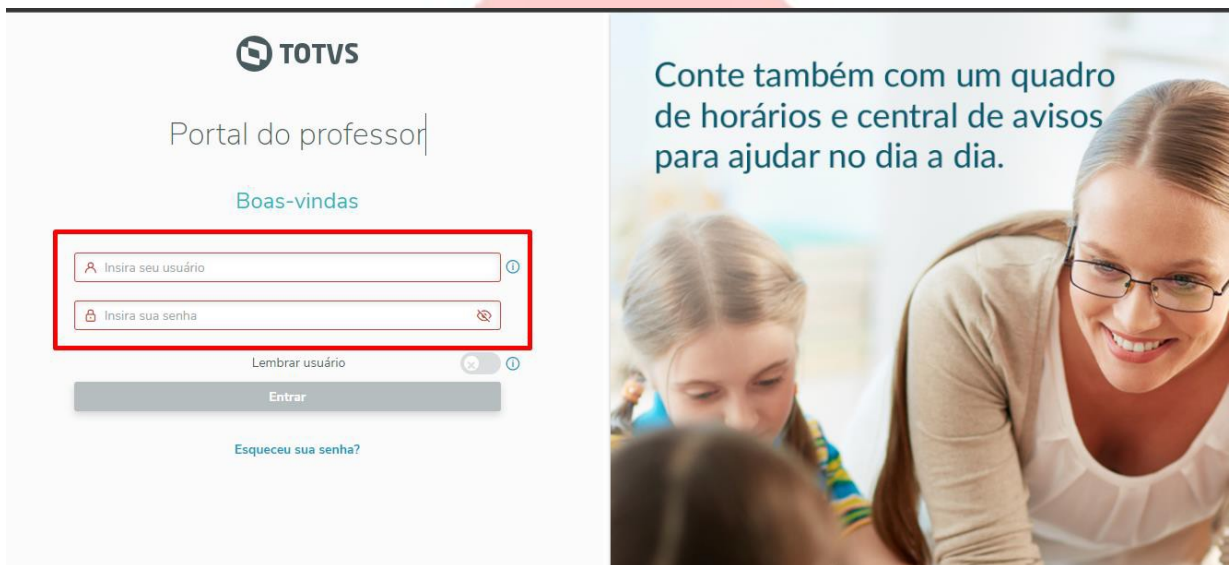 TOTVS
Portal do professor
Boas-vindas
Insira seu usuário
Insira sua senha
Lembrar usuário
Entrar
Esqueceu sua senha?
Conte também com um quadro
de horários e central de avisos
para ajudar no dia a dia.